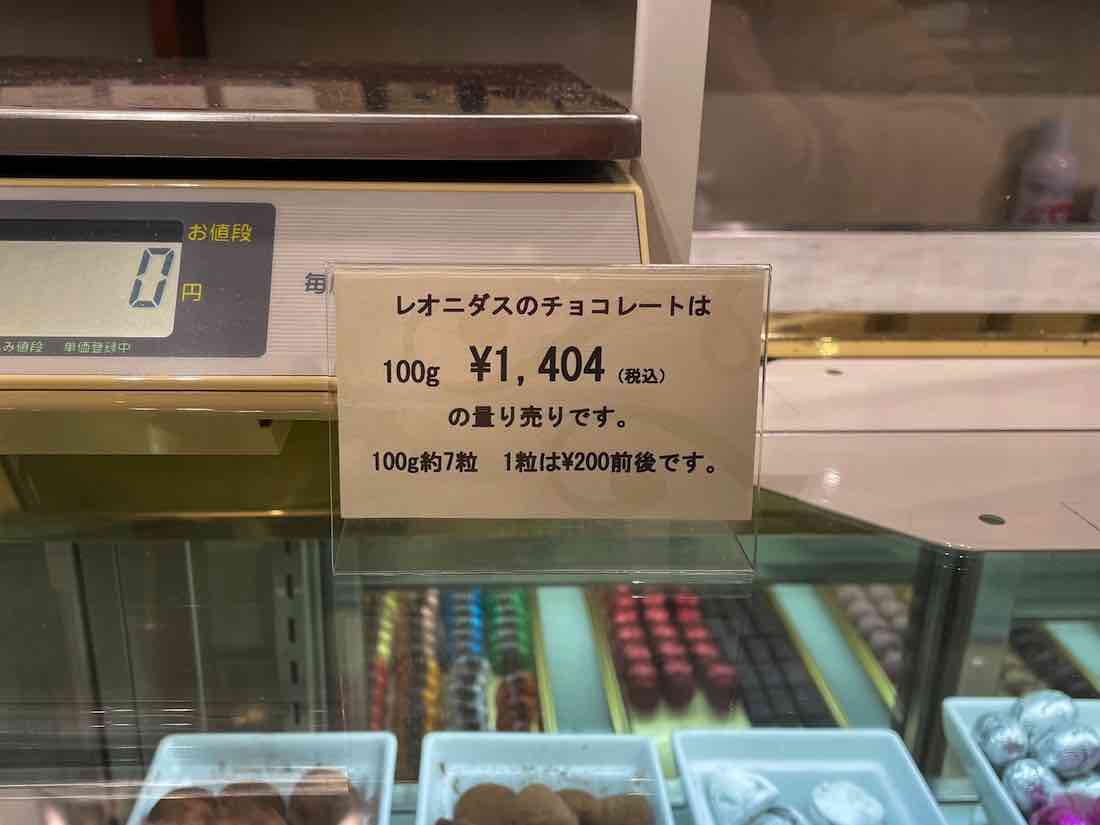 お値段
0
円
み値段 単価登録中
毎
レオニダスのチョコレートは
100g ¥1,404(税込)
の量り売りです。
100g約7粒 1粒は¥200前後です。